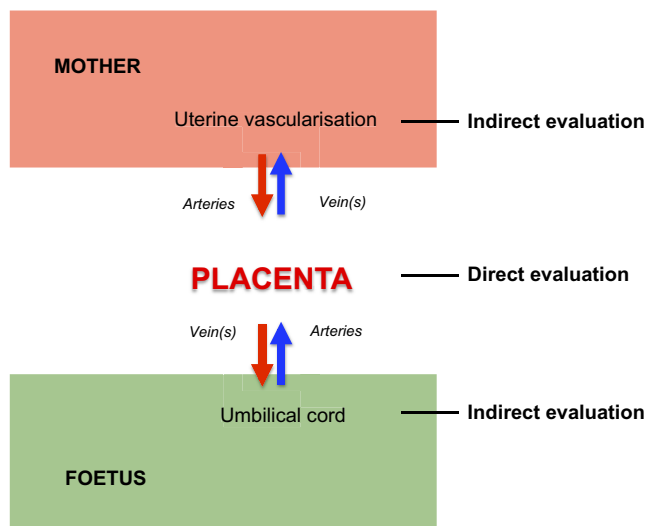 MOTHER
Uterine vascularisation
Indirect evaluation
Arteries
Vein(s)
PLACENTA
Direct evaluation
Vein(s)
Arteries
Umbilical cord
Indirect evaluation
FOETUS